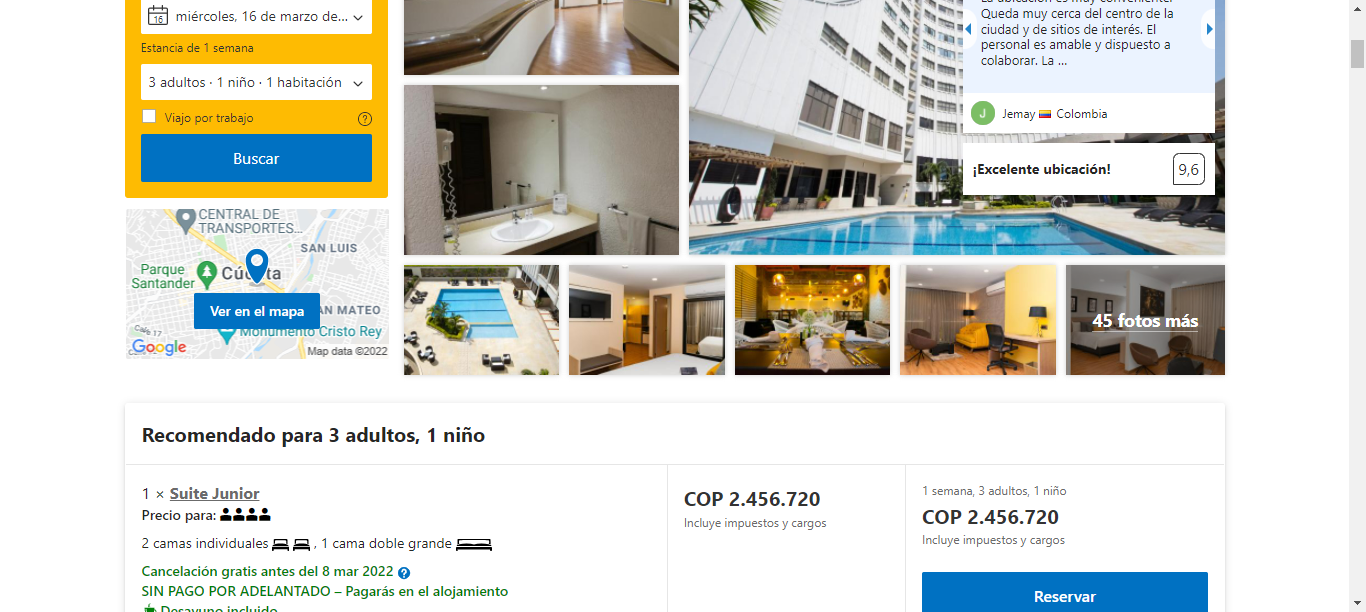 16
miércoles, 16 de marzo de...
Estancia de 1 semana
3 adultos · 1 niño · 1 habitación
Viajo por trabajo
?
Buscar
CENTRAL DE
TRANSPORTES...
SAN LUIS
Parque
Santander
Cúcuta
Ver en el mapa
AN MATEO
Monumento Cristo Rey
Calle 17
Google
Map data ©2022
La ubicación es muy conveniente.
Queda muy cerca del centro de la
ciudad y de sitios de interés. El
personal es amable y dispuesto a
colaborar. La ...
J
Jemay Colombia
¡Excelente ubicación!
9,6
45 fotos más
Recomendado para 3 adultos, 1 niño
1 × Suite Junior
Precio para:
2 camas individuales , 1 cama doble grande
Cancelación gratis antes del 8 mar 2022 ?
SIN PAGO POR ADELANTADO – Pagarás en el alojamiento
Desayuno incluido
COP 2.456.720
Incluye impuestos y cargos
1 semana, 3 adultos, 1 niño
COP 2.456.720
Incluye impuestos y cargos
Reservar